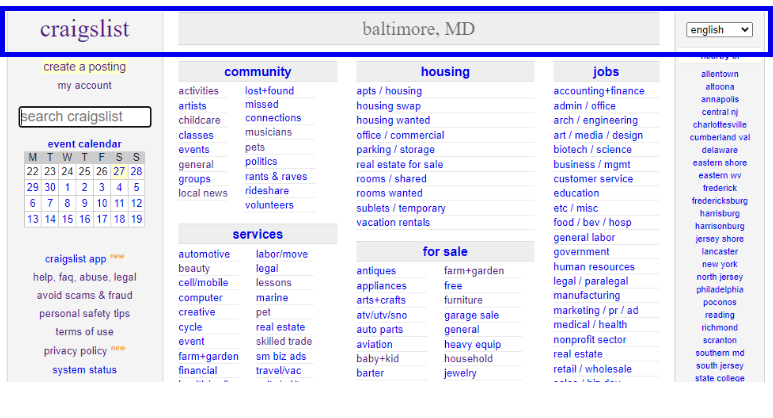 craigslist
baltimore, MD
english
create a posting
my account
search craigslist
event calendar
M T W T F S S
22 23 24 25 26 27 28
29 30 1 2 3 4 5
6 7 8 9 10 11 12
13 14 15 16 17 18 19
craigslist app new
help, faq, abuse, legal
avoid scams & fraud
personal safety tips
terms of use
privacy policy new
system status
community
activities
artists
childcare
classes
events
general
groups
local news
lost+found
missed
connections
musicians
pets
politics
rants & raves
rideshare
volunteers
services
automotive
beauty
cell/mobile
computer
creative
cycle
event
farm+garden
financial
labor/move
legal
lessons
marine
pet
real estate
skilled trade
sm biz ads
travel/vac
housing
apts / housing
housing swap
housing wanted
office / commercial
parking / storage
real estate for sale
rooms / shared
rooms wanted
sublets / temporary
vacation rentals
for sale
antiques
appliances
arts+crafts
atv/utv/sno
auto parts
aviation
baby+kid
barter
farm+garden
free
furniture
garage sale
general
heavy equip
household
jewelry
jobs
accounting+finance
admin / office
arch / engineering
art / media / design
biotech / science
business / mgmt
customer service
education
etc / misc
food / bev / hosp
general labor
government
human resources
legal / paralegal
manufacturing
marketing / pr / ad
medical / health
nonprofit sector
real estate
retail / wholesale
allentown
altoona
annapolis
central nj
charlottesville
cumberland val
delaware
eastern shore
eastern wv
frederick
fredericksburg
harrisburg
harrisonburg
jersey shore
lancaster
new york
north jersey
philadelphia
poconos
reading
richmond
scranton
southern md
south jersey
state college